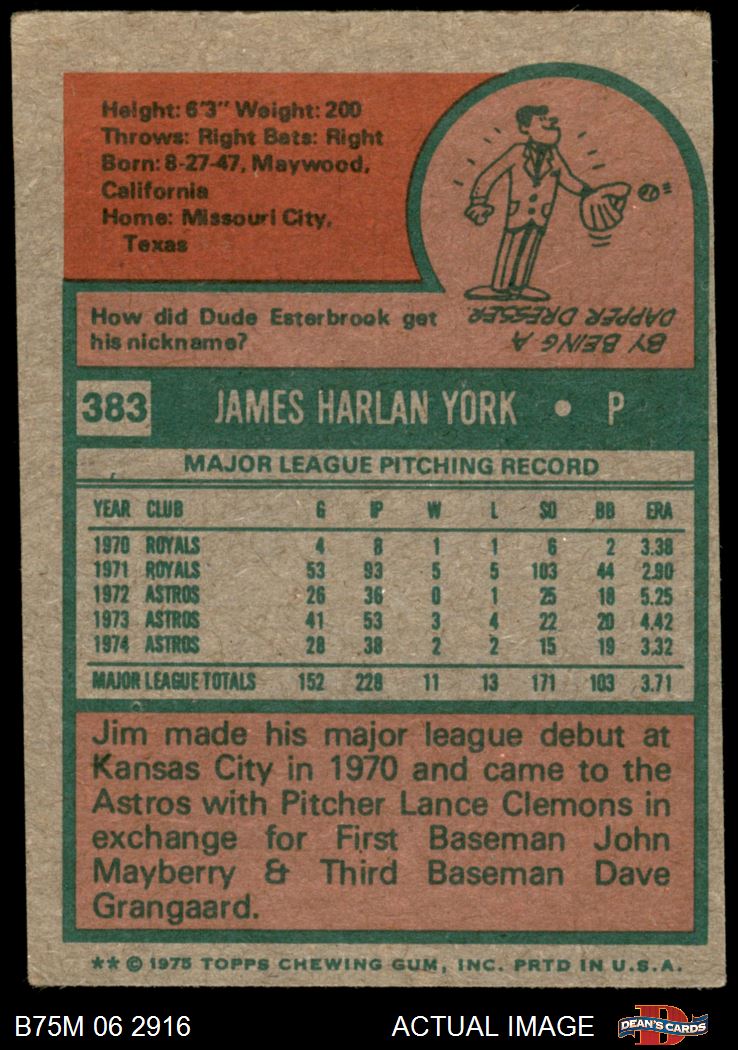 Height: 6'3" Weight: 200
Throws: Right Bats: Right
Born: 8-27-47, Maywood,
California
Home: Missouri City,
Texas
How did Dude Esterbrook get
his nickname?
BY BEING A
DAPPER DRESSER
383 JAMES HARLAN YORK • P
MAJOR LEAGUE PITCHING RECORD
YEAR CLUB G IP W L SO BB ERA
1970 ROYALS 4 8 1 1 6 2 3.38
1971 ROYALS 53 93 5 5 103 44 2.90
1972 ASTROS 26 36 0 1 25 18 5.25
1973 ASTROS 41 53 3 4 22 20 4.42
1974 ASTROS 28 38 2 2 15 19 3.32
MAJOR LEAGUE TOTALS 152 228 11 13 171 103 3.71
Jim made his major league debut at
Kansas City in 1970 and came to the
Astros with Pitcher Lance Clemons in
exchange for First Baseman John
Mayberry & Third Baseman Dave
Grangaard.
** © 1975 TOPPS CHEWING GUM, INC. PRTD IN U.S.A.
B75M 06 2916 ACTUAL IMAGE D DEAN'S CARDS